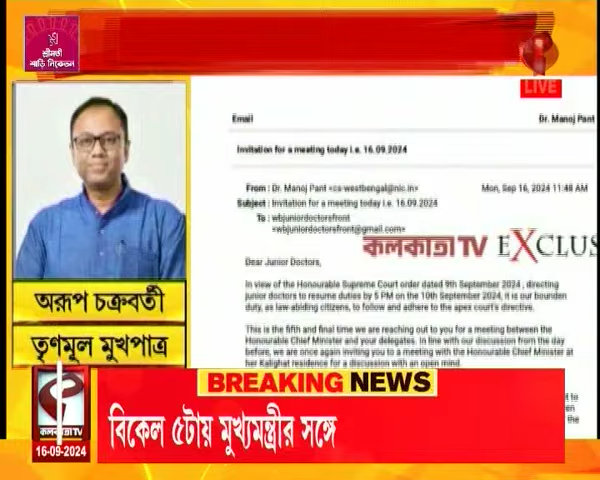 শ্রীমতী
শাড়ি নিকেতন
LIVE
Email
Dr. Manoj Pant
Invitation for a meeting today i.e. 16.09.2024
From : Dr. Manoj Pant <cs-westbengal@nic.in>
Mon, Sep 16, 2024 11:48 AM
Subject : Invitation for a meeting today i.e. 16.09.2024
To : wbjuniordoctorsfront
<wbjuniordoctorfront@gmail.com>
কলকাতা TV EXCLUS
Dear Junior Doctors,
In view of the Honourable Supreme Court order dated 9th September 2024 , directing
junior doctors to resume duties by 5 PM on the 10th September 2024, it is our bounden
duty, as law abiding citizens, to follow and adhere to the apex court's directive.
This is the fifth and final time we are reaching out to you for a meeting between the
Honourable Chief Minister and your delegates. In line with our discussion from the
day before, we are once again inviting you to a meeting with the Honourable Chief Minister at
her Kalighat residence for a discussion with an open mind.
অরূপ চক্রবর্তী
তৃণমূল মুখপাত্র
BREAKING NEWS
বিকেল ৫টায় মুখ্যমন্ত্রীর সঙ্গে
কলকাতা TV
16-09-2024